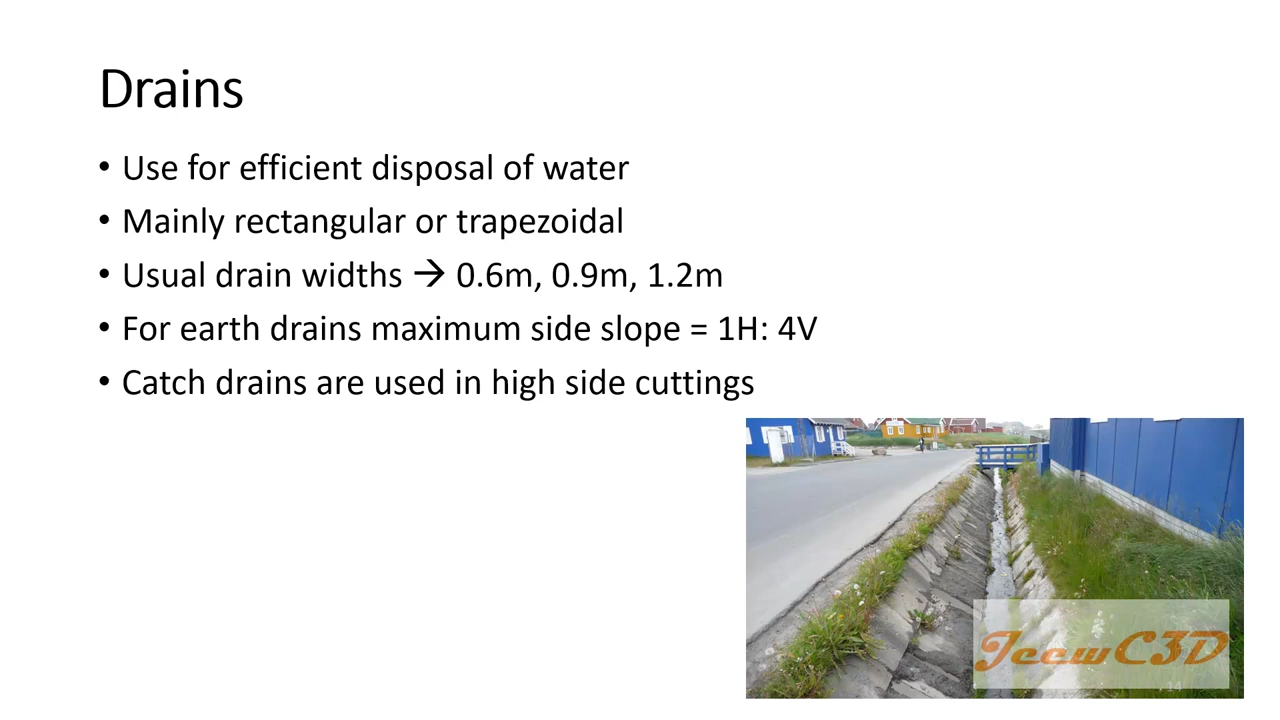 Drains
• Use for efficient disposal of water
• Mainly rectangular or trapezoidal
• Usual drain widths → 0.6m, 0.9m, 1.2m
• For earth drains maximum side slope = 1H: 4V
• Catch drains are used in high side cuttings
JeewC3D
14